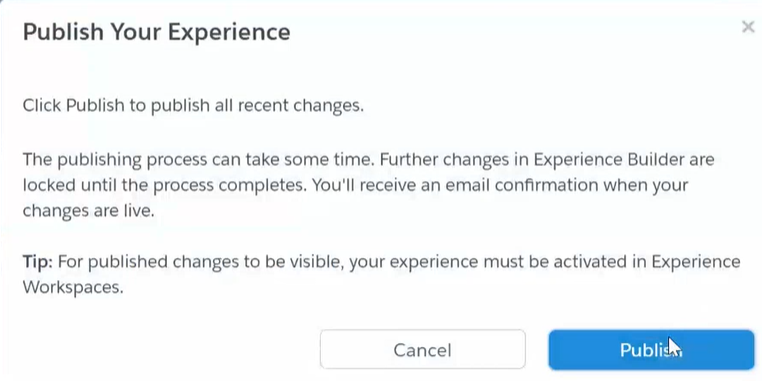 Publish Your Experience
Click Publish to publish all recent changes.
The publishing process can take some time. Further changes in Experience Builder are
locked until the process completes. You'll receive an email confirmation when your
changes are live.
Tip: For published changes to be visible, your experience must be activated in Experience
Workspaces.
Cancel
Publish